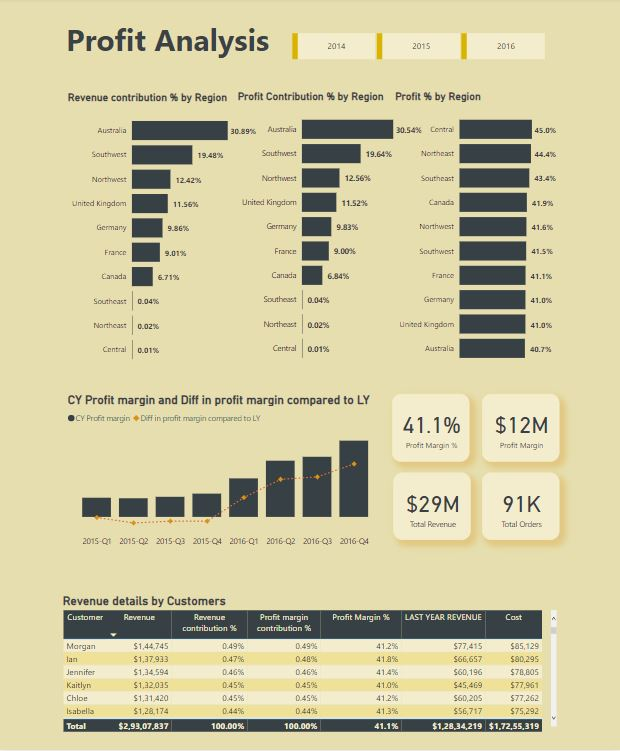 Profit Analysis
2014 2015 2016
Revenue contribution % by Region
Australia 30.89%
Southwest 19.48%
Northwest 12.42%
United Kingdom 11.56%
Germany 9.86%
France 9.01%
Canada 6.71%
Southeast 0.04%
Northeast 0.02%
Central 0.01%
Profit Contribution % by Region
Australia 30.54%
Southwest 19.64%
Northwest 12.56%
United Kingdom 11.52%
Germany 9.83%
France 9.00%
Canada 6.84%
Southeast 0.04%
Northeast 0.02%
Central 0.01%
Profit % by Region
Central 45.0%
Northeast 44.4%
Southeast 43.4%
Canada 41.9%
Northwest 41.6%
Southwest 41.5%
France 41.1%
Germany 41.0%
United Kingdom 41.0%
Australia 40.7%
CY Profit margin and Diff in profit margin compared to LY
CY Profit margin Diff in profit margin compared to LY
2015-Q1 2015-Q2 2015-Q3 2015-Q4 2016-Q1 2016-Q2 2016-Q3 2016-Q4
41.1%
Profit Margin %
$12M
Profit Margin
$29M
Total Revenue
91K
Total Orders
Revenue details by Customers
Customer Revenue Revenue contribution % Profit margin contribution % Profit Margin % LAST YEAR REVENUE Cost
Morgan $1,44,745 0.49% 0.49% 41.2% $77,415 $85,129
Ian $1,37,933 0.47% 0.48% 41.8% $66,657 $80,295
Jennifer $1,34,594 0.46% 0.46% 41.4% $60,196 $78,805
Kaitlyn $1,32,035 0.45% 0.45% 41.0% $45,469 $77,961
Chloe $1,31,420 0.45% 0.45% 41.2% $60,205 $77,262
Isabella $1,28,174 0.44% 0.44% 41.3% $56,717 $75,292
Total $2,93,07,837 100.00% 100.00% 41.1% $1,28,34,219 $1,72,55,319